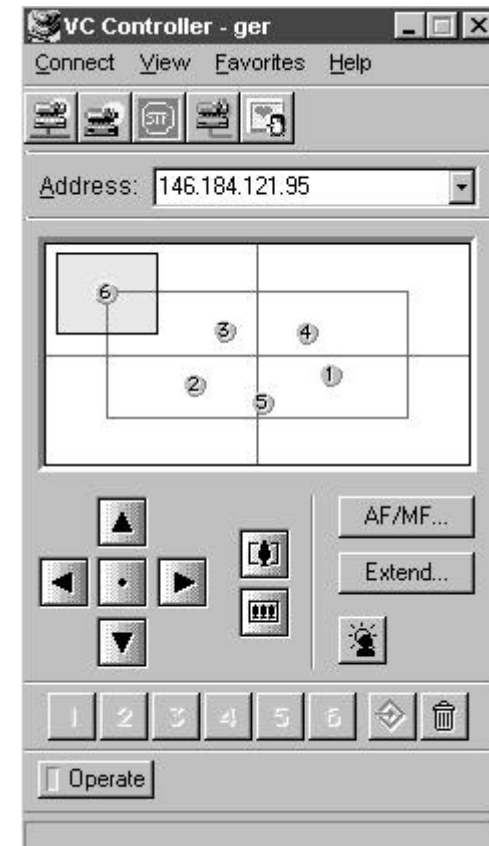 VC Controller - ger
Connect View Favorites Help
Address: 146.184.121.95
6
3 4
2 1
5
AF/MF...
Extend...
1 2 3 4 5 6
Operate